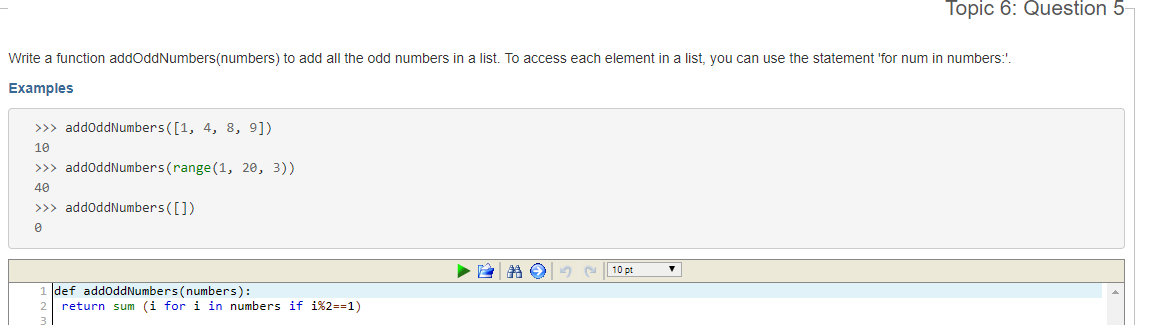 Topic 6: Question 5
Write a function addOddNumbers(numbers) to add all the odd numbers in a list. To access each element in a list, you can use the statement 'for num in numbers:'.
Examples
>>> addOddNumbers([1, 4, 8, 9])
10
>>> addOddNumbers(range(1, 20, 3))
40
>>> addOddNumbers([])
0
10 pt
1 def addOddNumbers(numbers):
2  return sum (i for i in numbers if i%2==1)
3